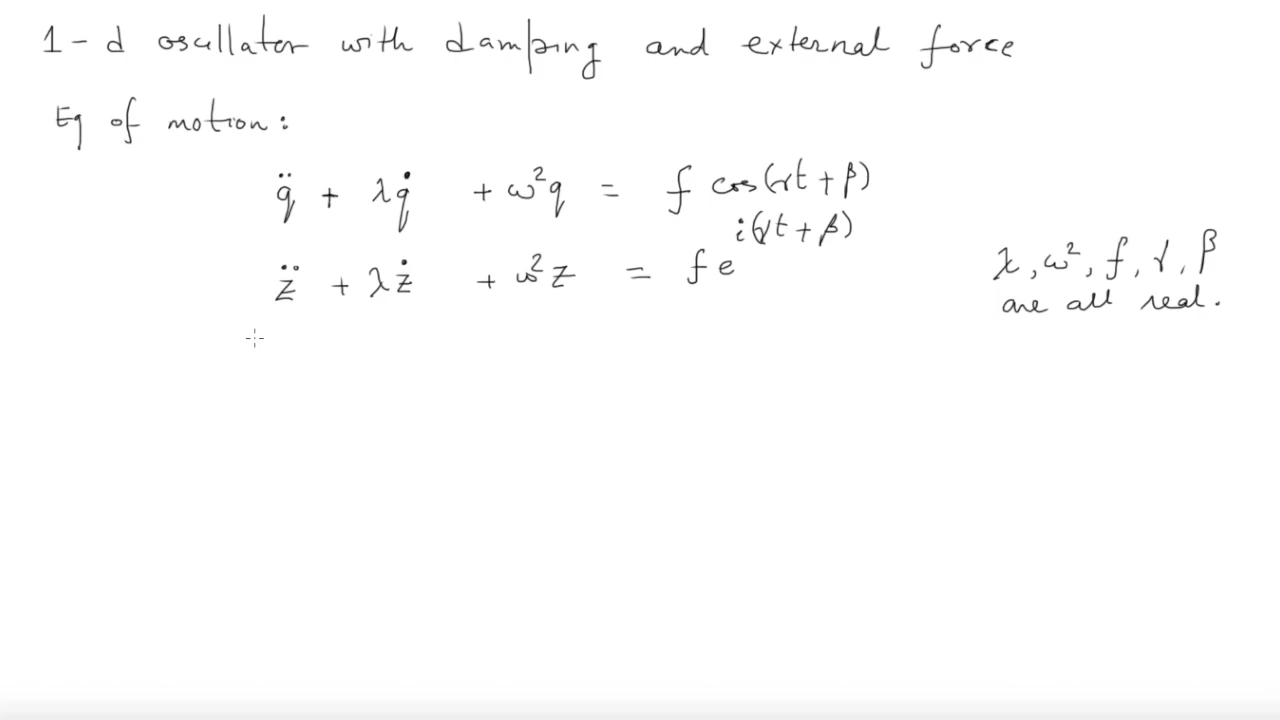 1-d oscillator with damping and external force
Eq of motion:
q̈ + λq̇ + ω²q = f cos(γt + β)
z̈ + λż + ω²z = f e^{i(γt + β)}
λ, ω², f, γ, β
are all real.